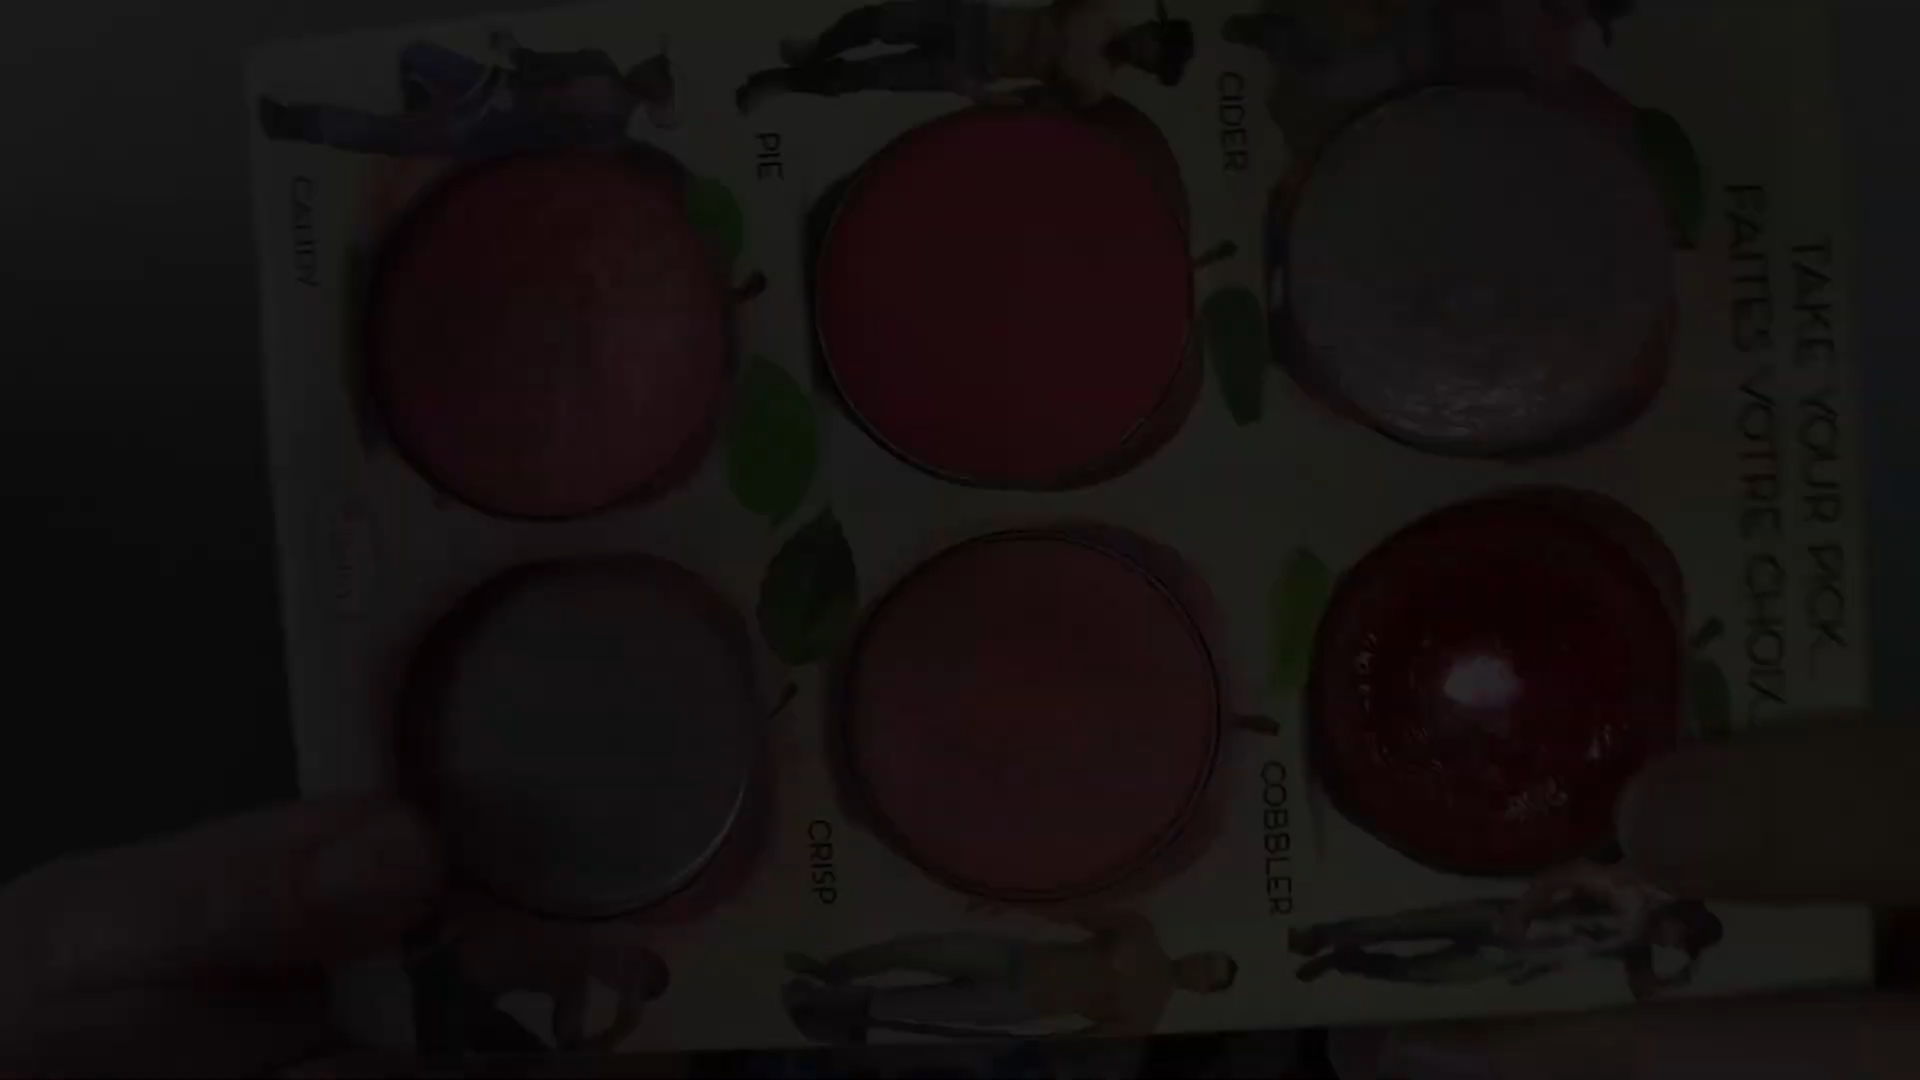 TAKE YOUR PICK...
FAITES VOTRE CHOIX
CIDER
PIE
COBBLER
CRISP